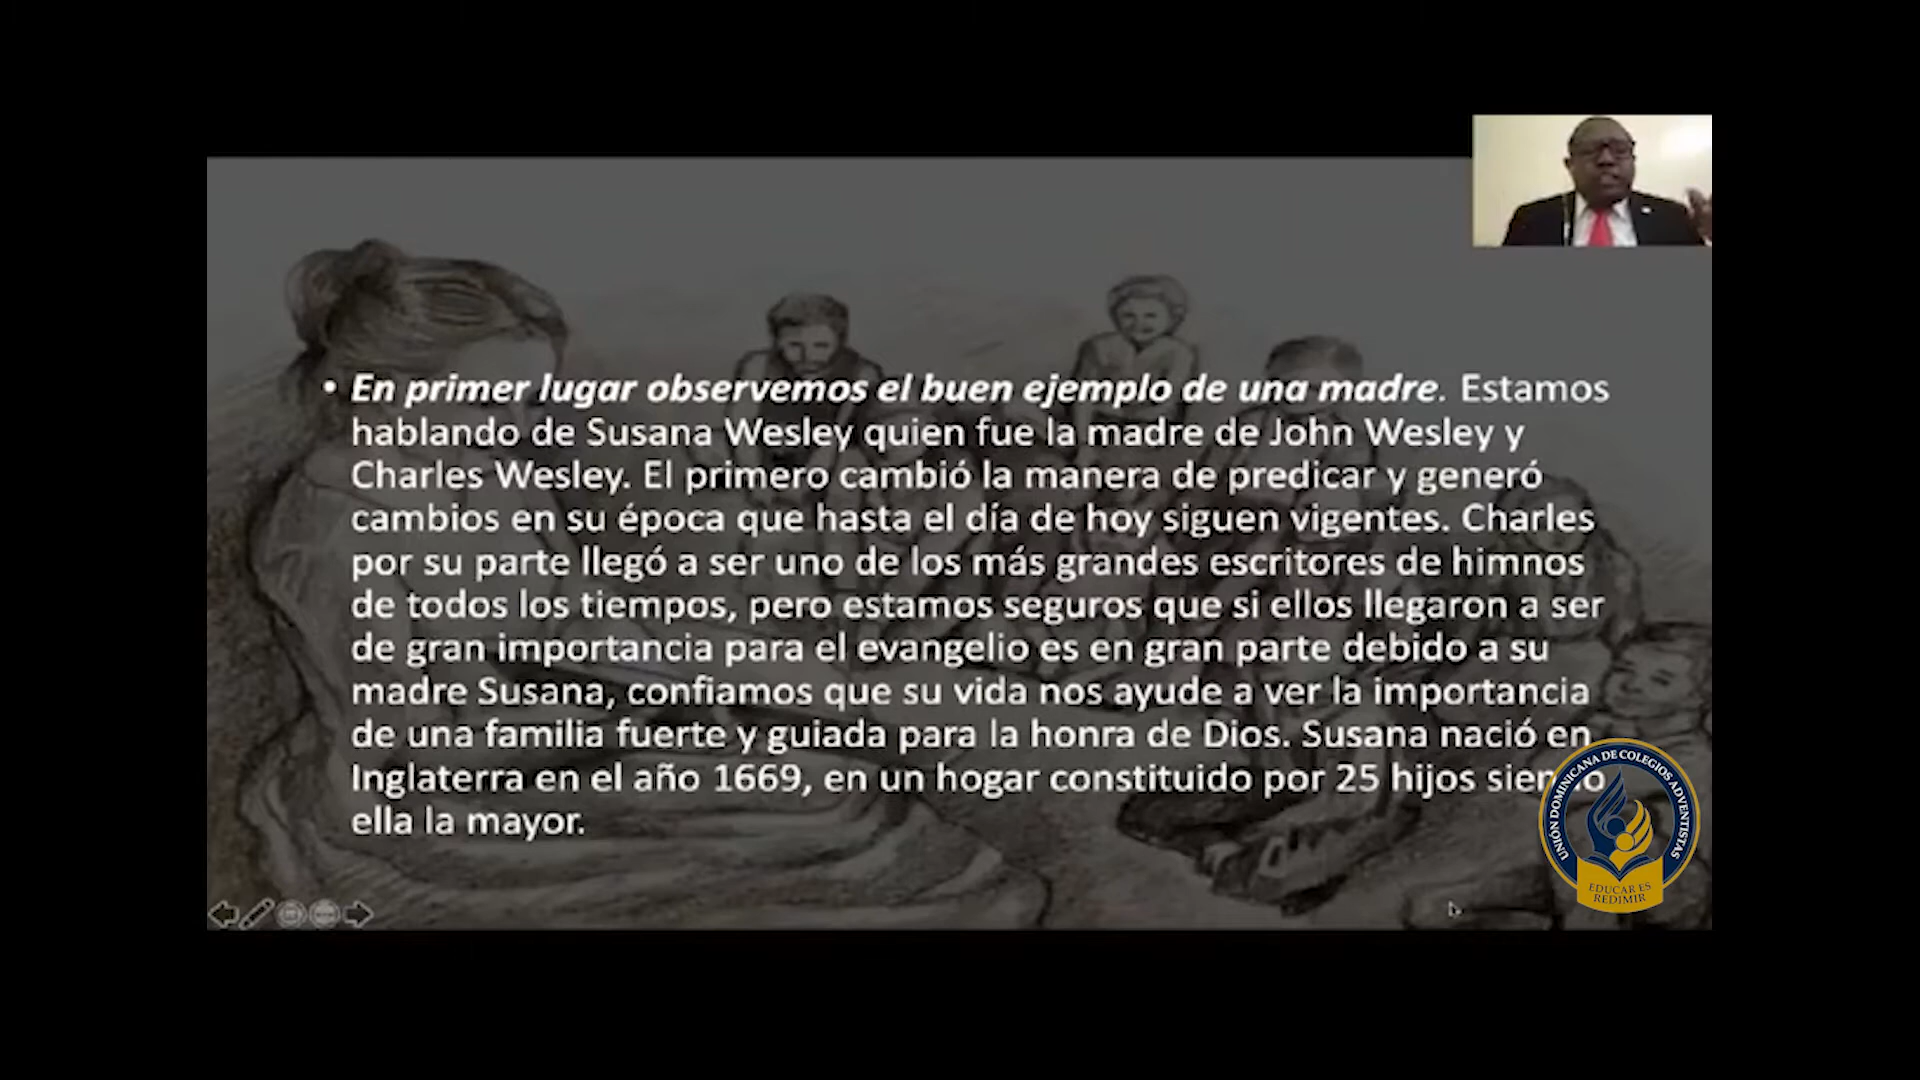 • En primer lugar observemos el buen ejemplo de una madre. Estamos
hablando de Susana Wesley quien fue la madre de John Wesley y
Charles Wesley. El primero cambió la manera de predicar y generó
cambios en su época que hasta el día de hoy siguen vigentes. Charles
por su parte llegó a ser uno de los más grandes escritores de himnos
de todos los tiempos, pero estamos seguros que si ellos llegaron a ser
de gran importancia para el evangelio es en gran parte debido a su
madre Susana, confiamos que su vida nos ayude a ver la importancia
de una familia fuerte y guiada para la honra de Dios. Susana nació en
Inglaterra en el año 1669, en un hogar constituido por 25 hijos siendo
ella la mayor.
UNIÓN DOMINICANA DE COLEGIOS ADVENTISTAS
EDUCAR ES
REDIMIR